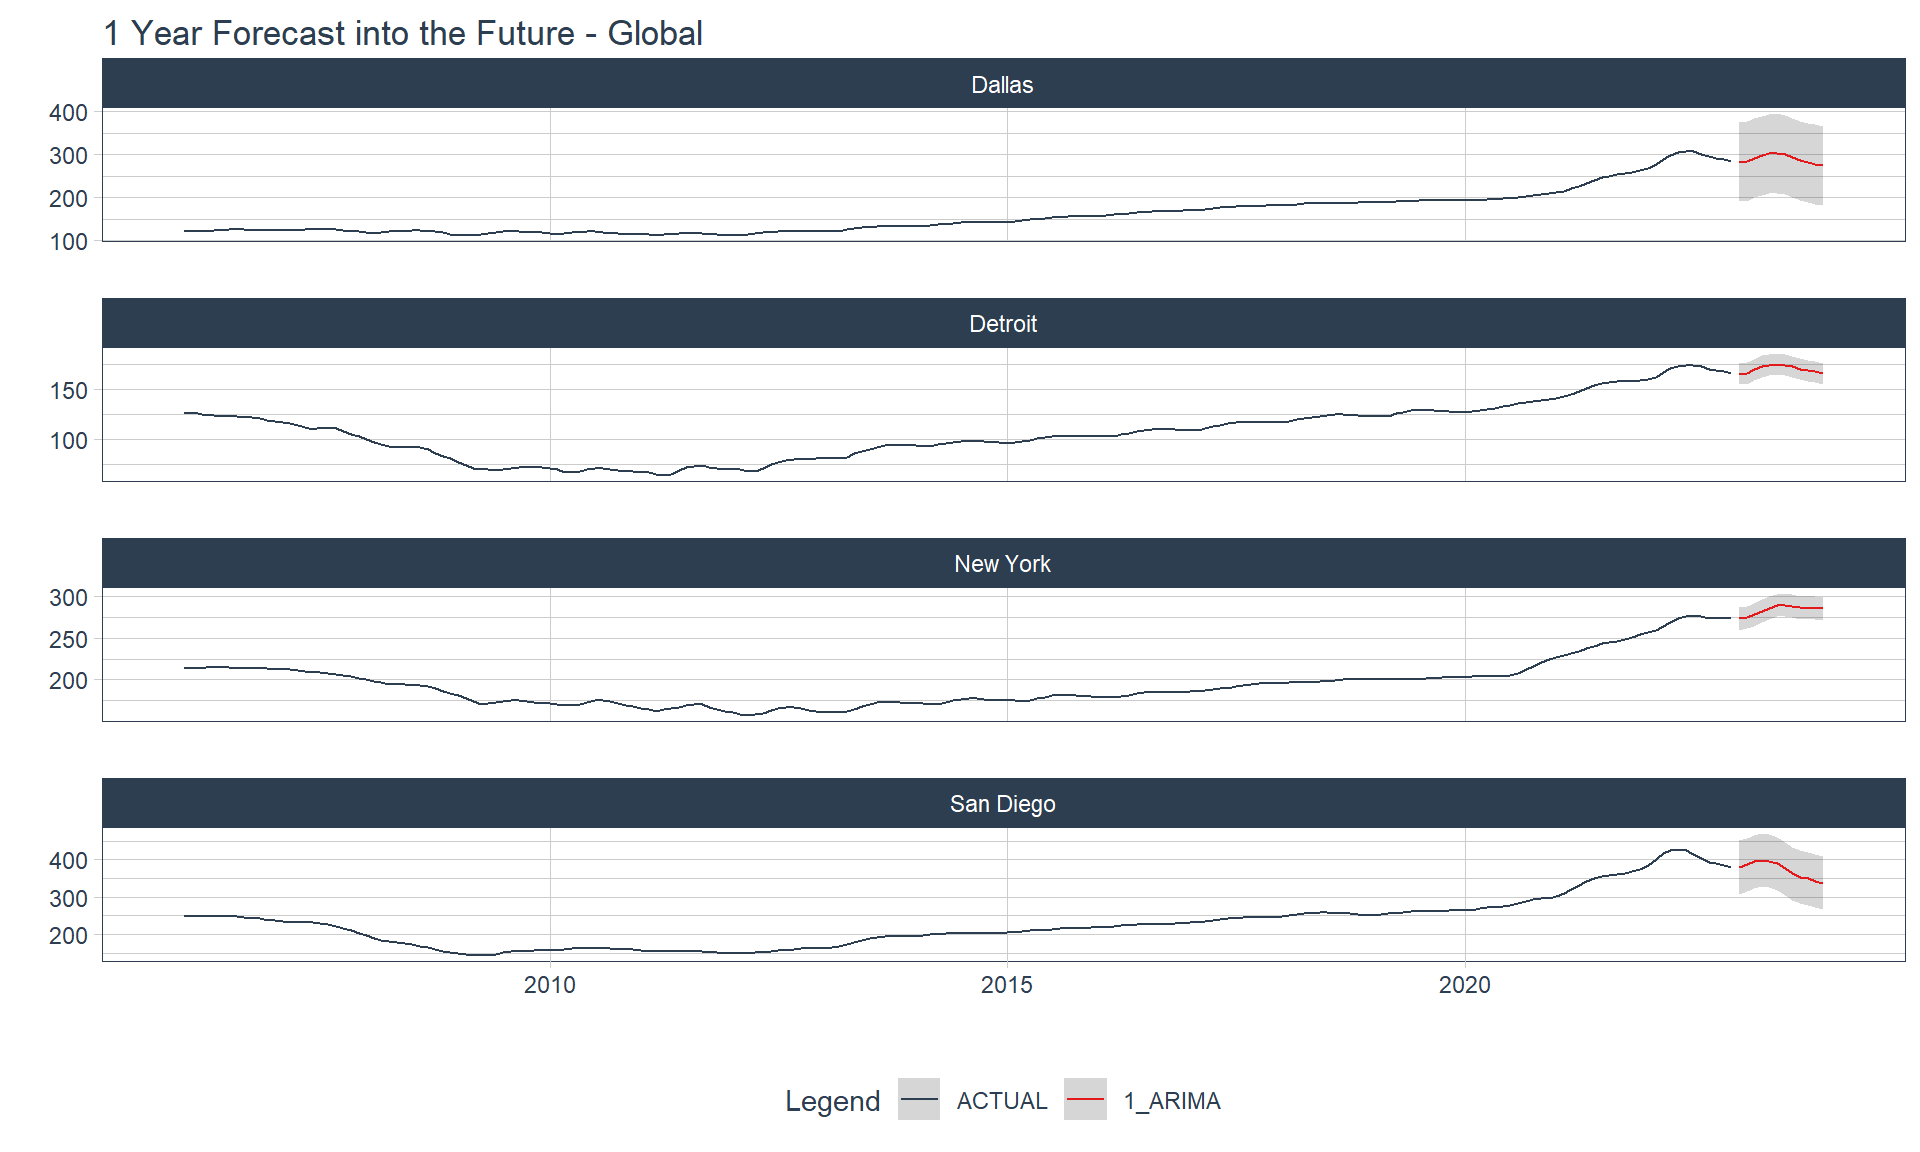 1 Year Forecast into the Future - Global
Dallas
400
300
200
100
Detroit
150
100
New York
300
250
200
San Diego
400
300
200
2010 2015 2020
Legend ACTUAL 1_ARIMA